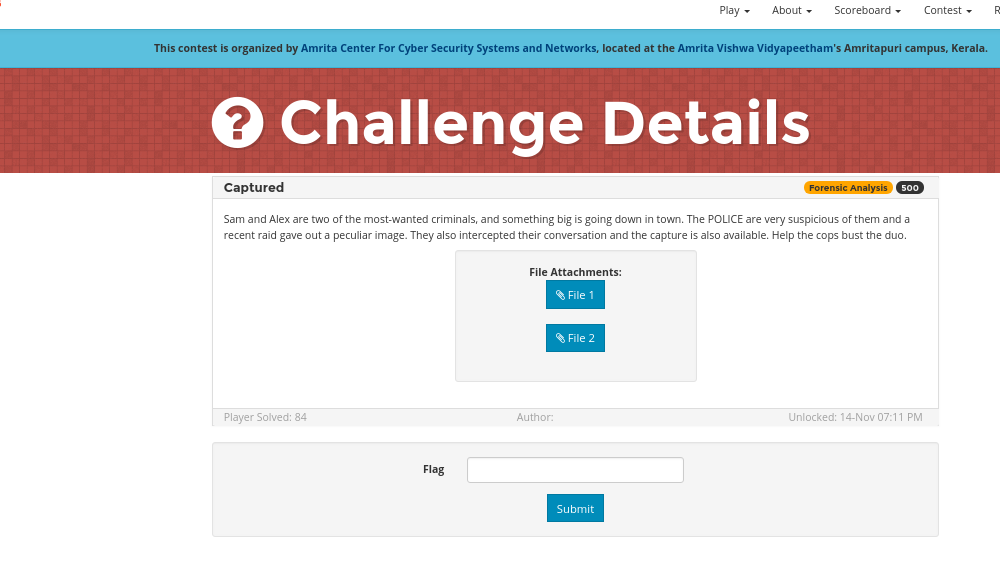 Play About Scoreboard Contest R
This contest is organized by Amrita Center For Cyber Security Systems and Networks, located at the Amrita Vishwa Vidyapeetham's Amritapuri campus, Kerala.
? Challenge Details
Captured Forensic Analysis 500
Sam and Alex are two of the most-wanted criminals, and something big is going down in town. The POLICE are very suspicious of them and a
recent raid gave out a peculiar image. They also intercepted their conversation and the capture is also available. Help the cops bust the duo.
File Attachments:
File 1
File 2
Player Solved: 84 Author: Unlocked: 14-Nov 07:11 PM
Flag
Submit